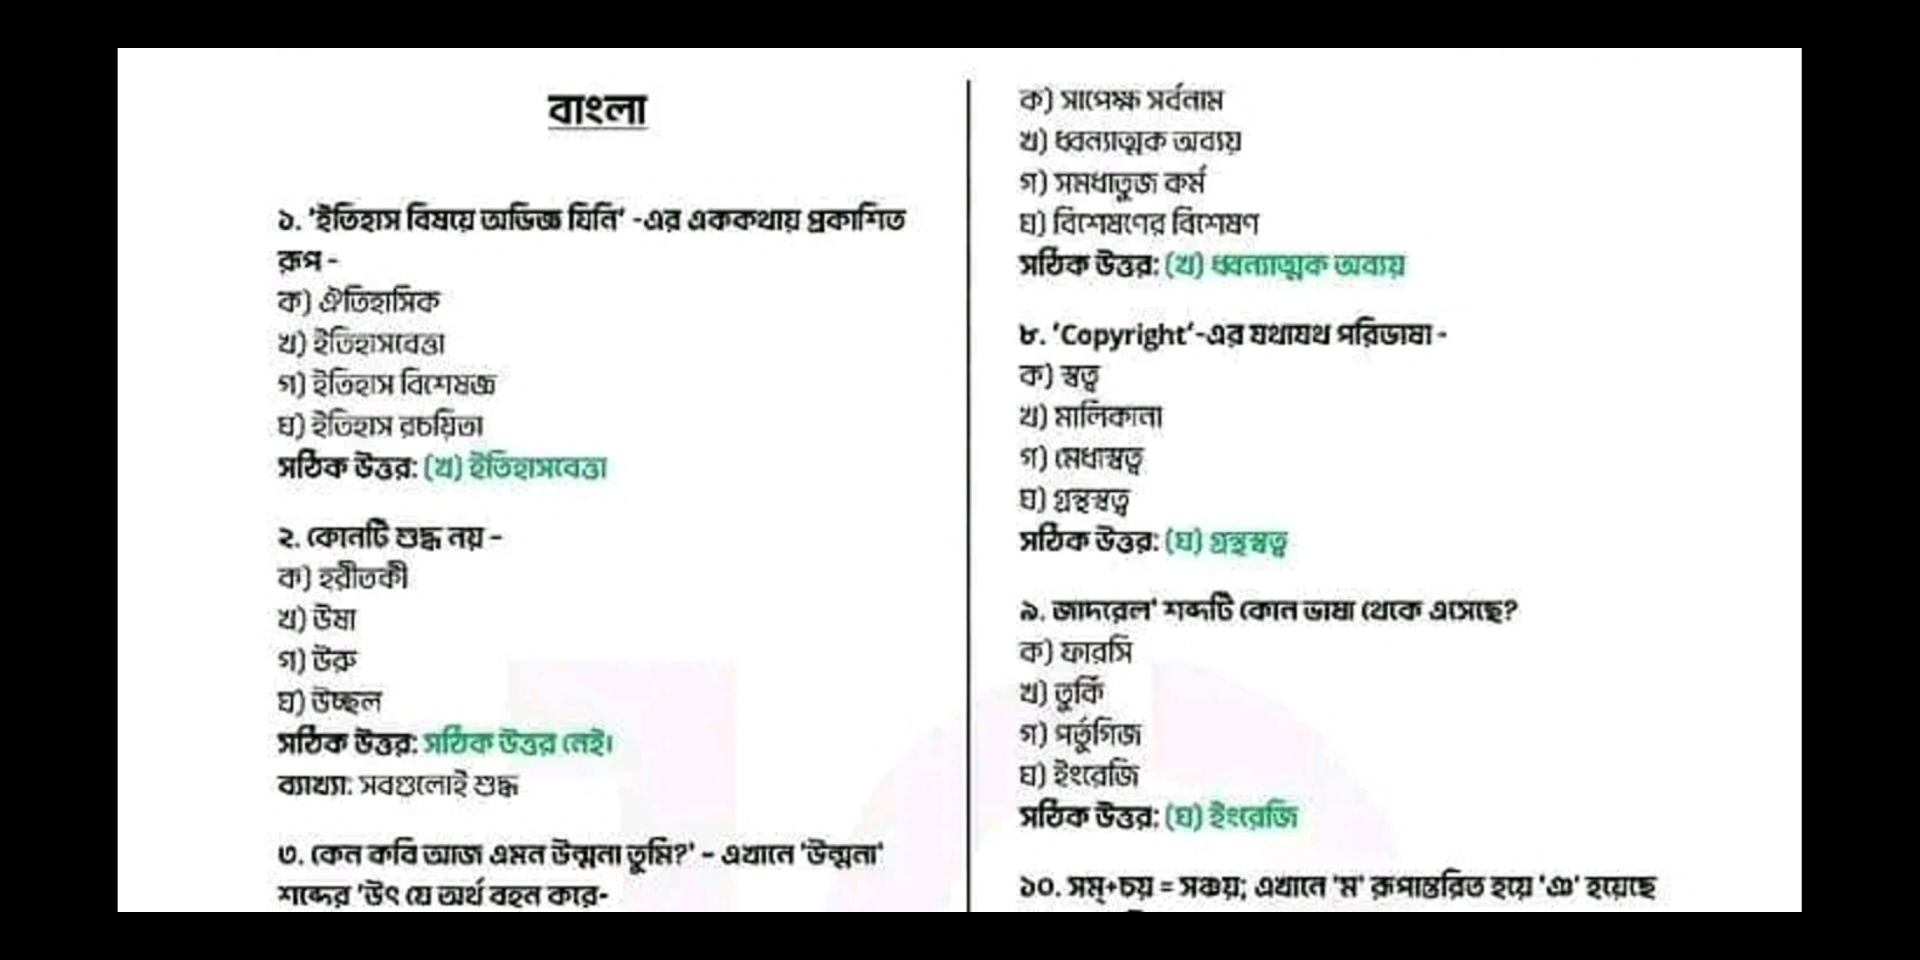 বাংলা
১. 'ইতিহাস বিষয়ে অভিজ্ঞ যিনি' -এর এককথায় প্রকাশিত
রূপ -
ক) ঐতিহাসিক
খ) ইতিহাসবেত্তা
গ) ইতিহাস বিশেষজ্ঞ
ঘ) ইতিহাস রচয়িতা
সঠিক উত্তর: (খ) ইতিহাসবেত্তা
২. কোনটি শুদ্ধ নয় –
ক) হরীতকী
খ) উষা
গ) উরু
ঘ) উচ্ছল
সঠিক উত্তর: সঠিক উত্তর নেই।
ব্যাখ্যা: সবগুলোই শুদ্ধ
৩. কেন কবি আজ এমন উন্মনা তুমি?' – এখানে 'উন্মনা'
শব্দের 'উৎ যে অর্থ বহন করে-
ক) সাপেক্ষ সর্বনাম
খ) ধ্বন্যাত্মক অব্যয়
গ) সমধাতুজ কর্ম
ঘ) বিশেষণের বিশেষণ
সঠিক উত্তর: (খ) ধ্বন্যাত্মক অব্যয়
৮. 'Copyright'-এর যথাযথ পরিভাষা -
ক) স্বত্ব
খ) মালিকানা
গ) মেধাস্বত্ব
ঘ) গ্রন্থস্বত্ব
সঠিক উত্তর: (ঘ) গ্রন্থস্বত্ব
৯. জাদরেল' শব্দটি কোন ভাষা থেকে এসেছে?
ক) ফারসি
খ) তুর্কি
গ) পর্তুগিজ
ঘ) ইংরেজি
সঠিক উত্তর: (ঘ) ইংরেজি
১০. সম্+চয় = সঞ্চয়; এখানে 'ম' রূপান্তরিত হয়ে 'ঞ' হয়েছে